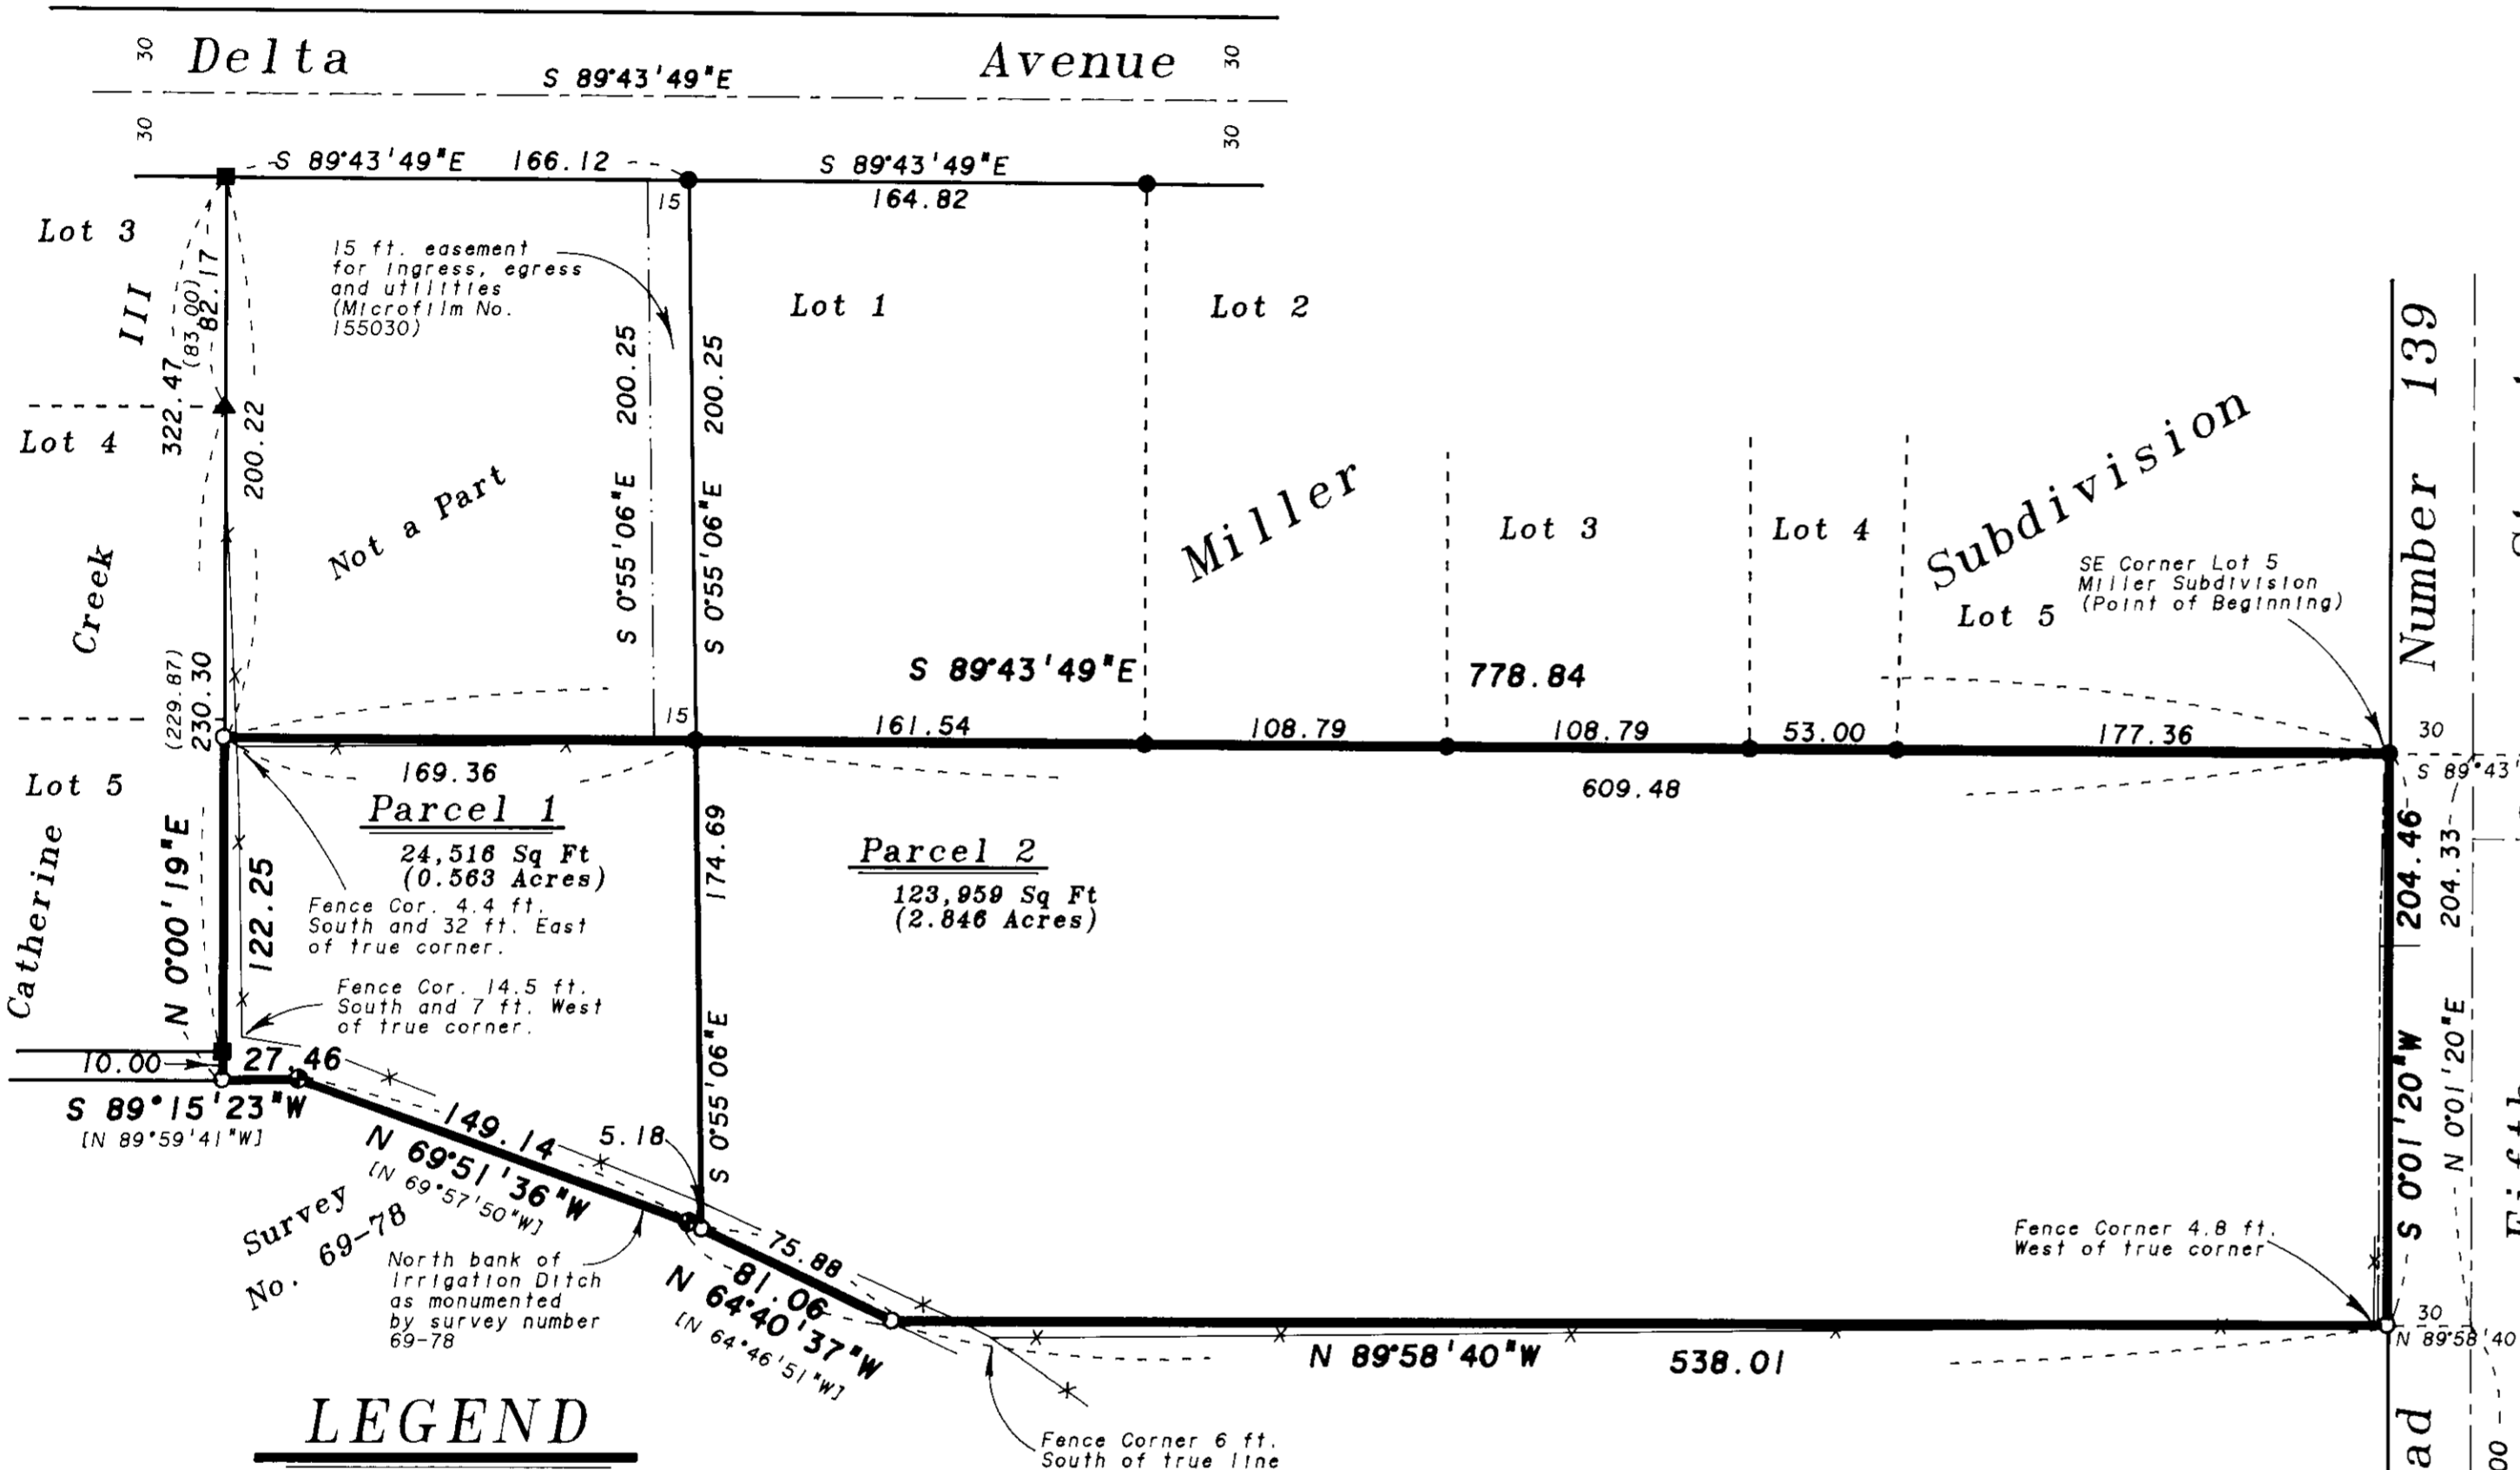 Delta Avenue
30
30
30
30
S 89°43'49"E
S 89°43'49"E 166.12
S 89°43'49"E
164.82
15
Lot 3
III
(83.00)
82.17
322.47
200.22
15 ft. easement
for Ingress, egress
and utilities
(Microfilm No.
155030)
Lot 1
Lot 2
S 0°55'06"E 200.25
S 0°55'06"E 200.25
Lot 4
Not a Part
Creek
(229.87)
230.30
Miller Subdivision
Lot 3
Lot 4
Lot 5
SE Corner Lot 5
Miller Subdivision
(Point of Beginning)
Number 139
S 89°43'49"E 778.84
15
161.54
108.79
108.79
53.00
177.36
30
S 89°43'
169.36
609.48
Lot 5
Catherine
N 0°00'19"E
122.25
Parcel 1
24,516 Sq Ft
(0.563 Acres)
Fence Cor. 4.4 ft.
South and 32 ft. East
of true corner.
Fence Cor. 14.5 ft.
South and 7 ft. West
of true corner.
174.69
S 0°55'06"E
Parcel 2
123,959 Sq Ft
(2.846 Acres)
204.46
204.33
S 0°01'20"W
N 0°01'20"E
Fifth
10.00
27.46
S 89°15'23"W
[N 89°59'41"W]
149.14
N 69°51'36"W
[N 69°57'50"W]
5.18
Survey
No. 69-78
North bank of
Irrigation Ditch
as monumented
by survey number
69-78
75.88
81.06
N 64°40'37"W
[N 64°46'51"W]
Fence Corner 4.8 ft.
West of true corner
30
N 89°58'40
N 89°58'40"W 538.01
Fence Corner 6 ft.
South of true line
LEGEND
ad
00